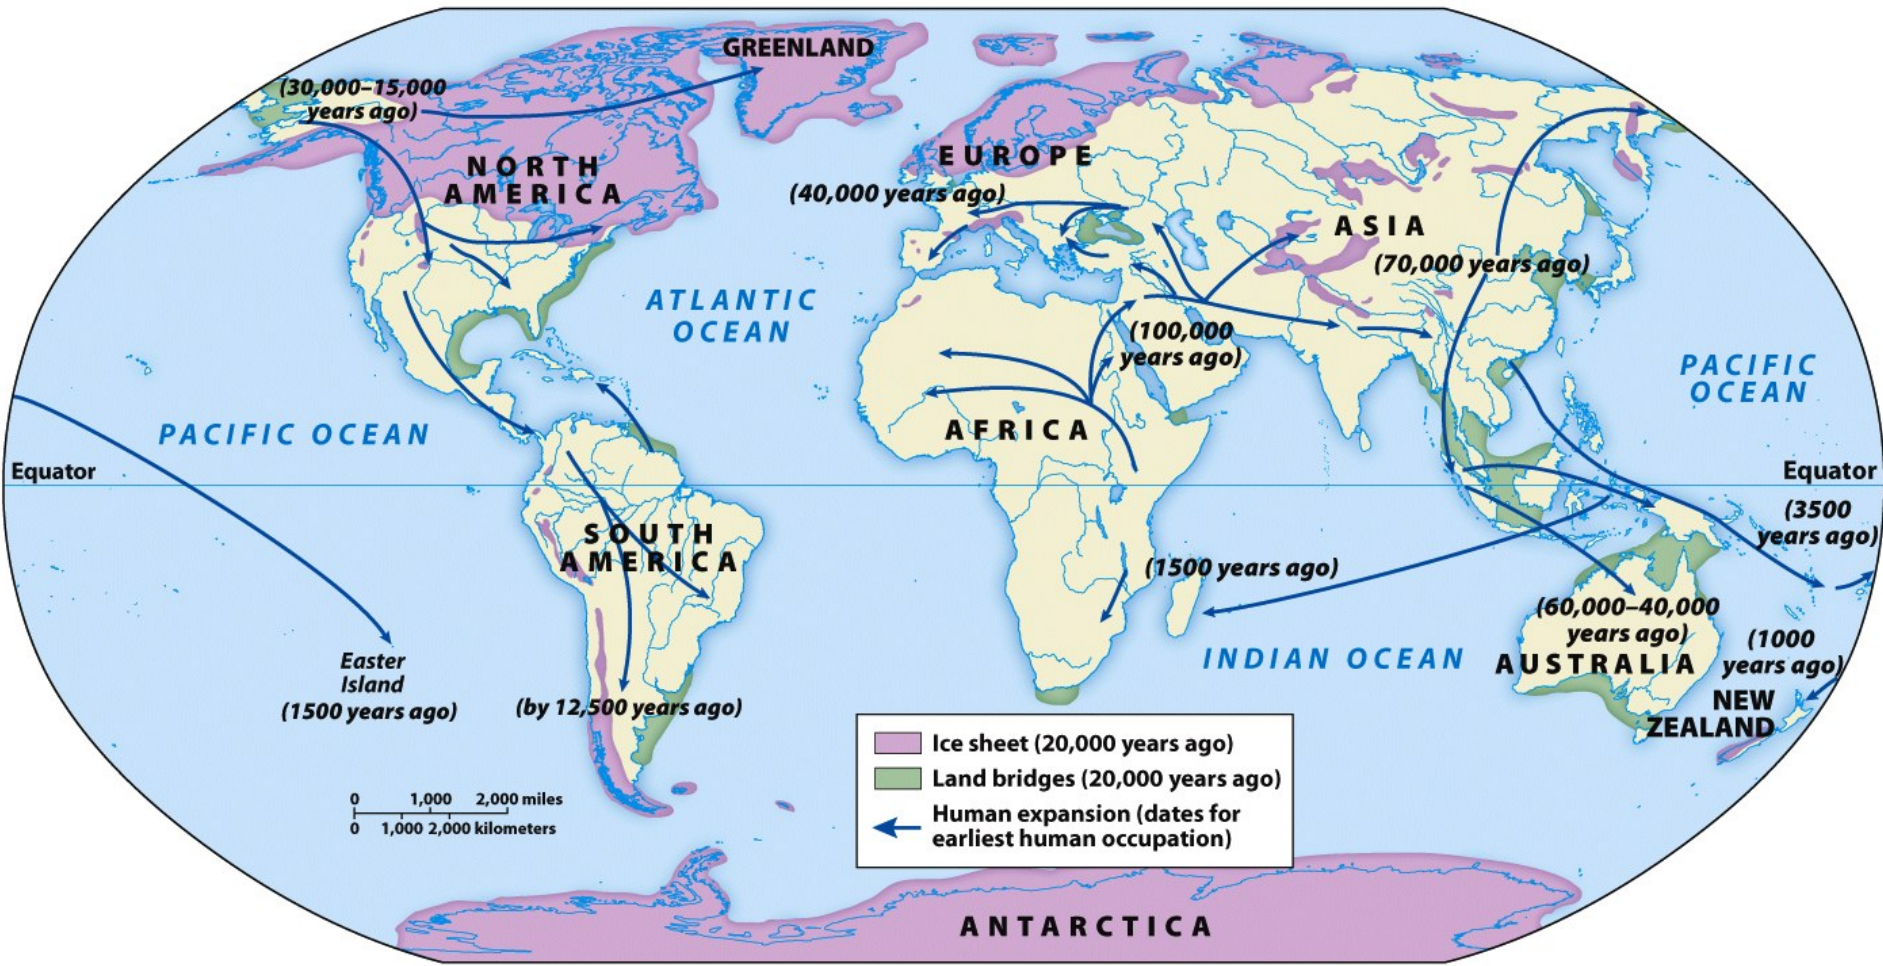 GREENLAND
(30,000–15,000
years ago)
NORTH
AMERICA
EUROPE
(40,000 years ago)
ASIA
(70,000 years ago)
ATLANTIC
OCEAN
(100,000
years ago)
PACIFIC
OCEAN
PACIFIC OCEAN
AFRICA
Equator
Equator
(3500
years ago)
SOUTH
AMERICA
(1500 years ago)
(60,000–40,000
years ago)
(1000
years ago)
INDIAN OCEAN
AUSTRALIA
Easter
Island
(1500 years ago)
(by 12,500 years ago)
NEW
ZEALAND
Ice sheet (20,000 years ago)
Land bridges (20,000 years ago)
Human expansion (dates for
earliest human occupation)
0 1,000 2,000 miles
0 1,000 2,000 kilometers
ANTARCTICA